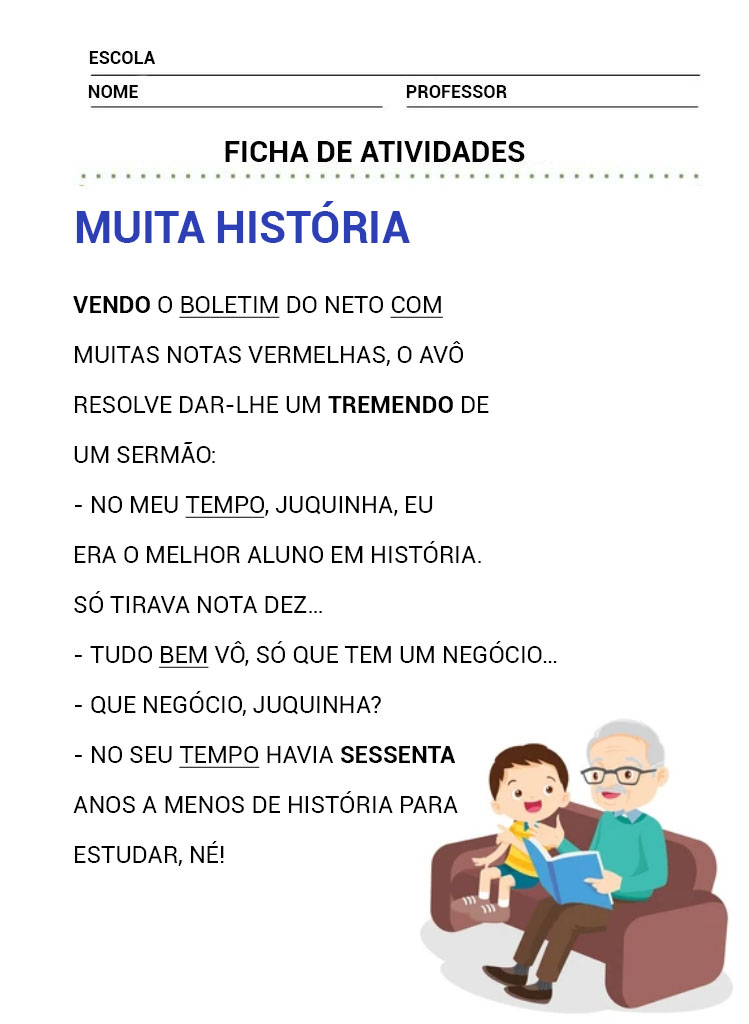 ESCOLA
NOME PROFESSOR
FICHA DE ATIVIDADES
MUITA HISTÓRIA
VENDO O BOLETIM DO NETO COM
MUITAS NOTAS VERMELHAS, O AVÔ
RESOLVE DAR-LHE UM TREMENDO DE
UM SERMÃO:
- NO MEU TEMPO, JUQUINHA, EU
ERA O MELHOR ALUNO EM HISTÓRIA.
SÓ TIRAVA NOTA DEZ...
- TUDO BEM VÔ, SÓ QUE TEM UM NEGÓCIO...
- QUE NEGÓCIO, JUQUINHA?
- NO SEU TEMPO HAVIA SESSENTA
ANOS A MENOS DE HISTÓRIA PARA
ESTUDAR, NÉ!